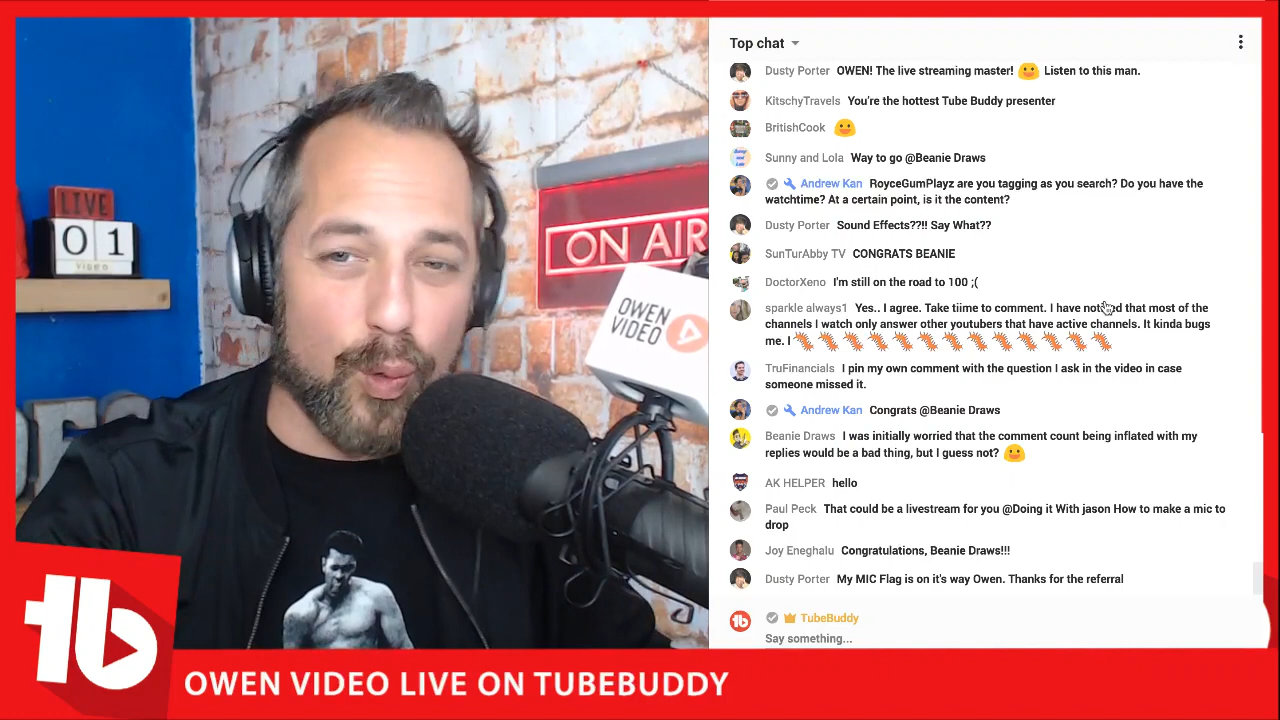 LIVE
01
video
ON AIR
OWEN
VIDEO
Top chat
Dusty Porter OWEN! The live streaming master! Listen to this man.
KitschyTravels You're the hottest Tube Buddy presenter
BritishCook
Sunny and Lola Way to go @Beanie Draws
Andrew Kan RoyceGumPlayz are you tagging as you search? Do you have the
watchtime? At a certain point, is it the content?
Dusty Porter Sound Effects??!! Say What??
SunTurAbby TV CONGRATS BEANIE
DoctorXeno I'm still on the road to 100 ;(
sparkle always1 Yes.. I agree. Take tiime to comment. I have noticed that most of the
channels I watch only answer other youtubers that have active channels. It kinda bugs
me. I
TruFinancials I pin my own comment with the question I ask in the video in case
someone missed it.
Andrew Kan Congrats @Beanie Draws
Beanie Draws I was initially worried that the comment count being inflated with my
replies would be a bad thing, but I guess not?
AK HELPER hello
Paul Peck That could be a livestream for you @Doing it With jason How to make a mic to
drop
Joy Eneghalu Congratulations, Beanie Draws!!!
Dusty Porter My MIC Flag is on it's way Owen. Thanks for the referral
TubeBuddy
Say something...
tb
OWEN VIDEO LIVE ON TUBEBUDDY